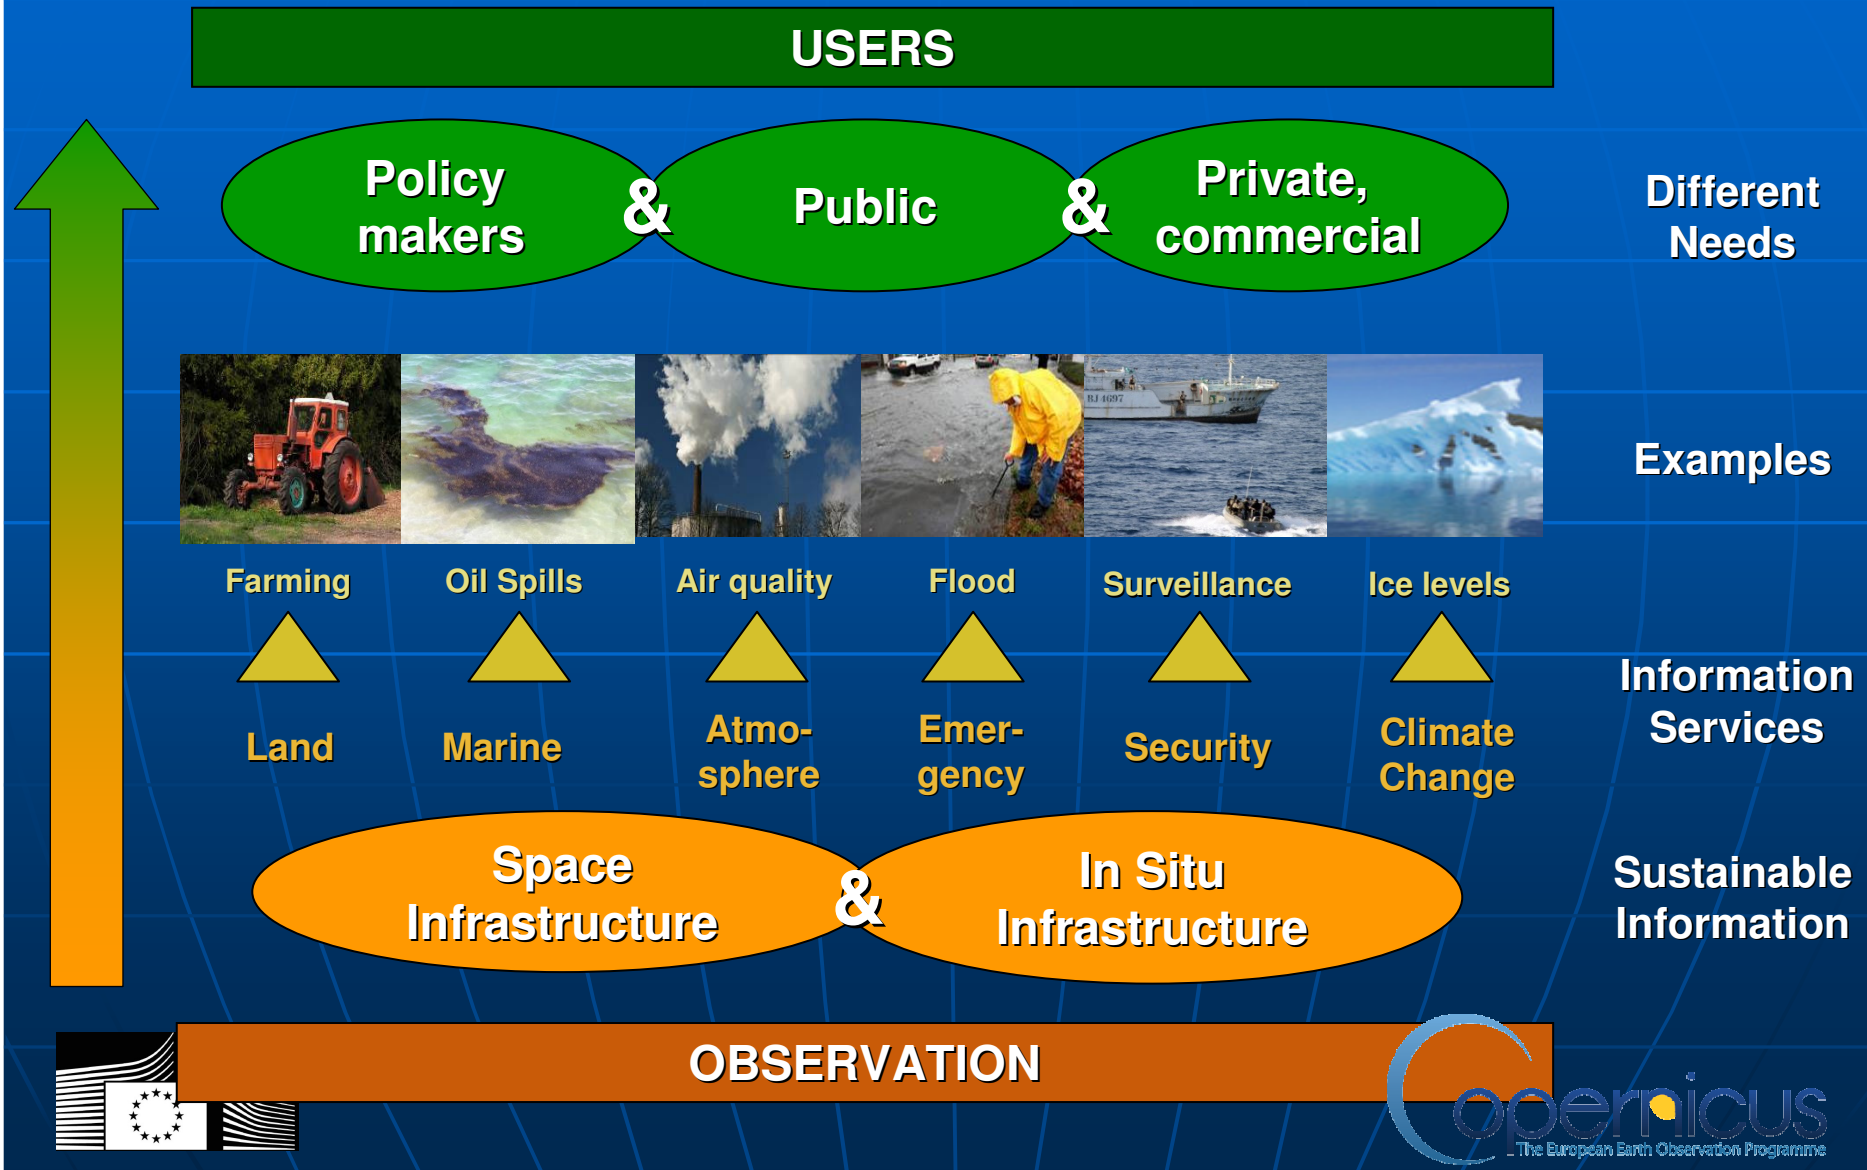 USERS
Policy
makers
&
Public
&
Private,
commercial
Different
Needs
RJ 4697
Examples
Farming
Oil Spills
Air quality
Flood
Surveillance
Ice levels
Information
Services
Land
Marine
Atmo-
sphere
Emer-
gency
Security
Climate
Change
Space
Infrastructure
&
In Situ
Infrastructure
Sustainable
Information
OBSERVATION
opernicus
The European Earth Observation Programme